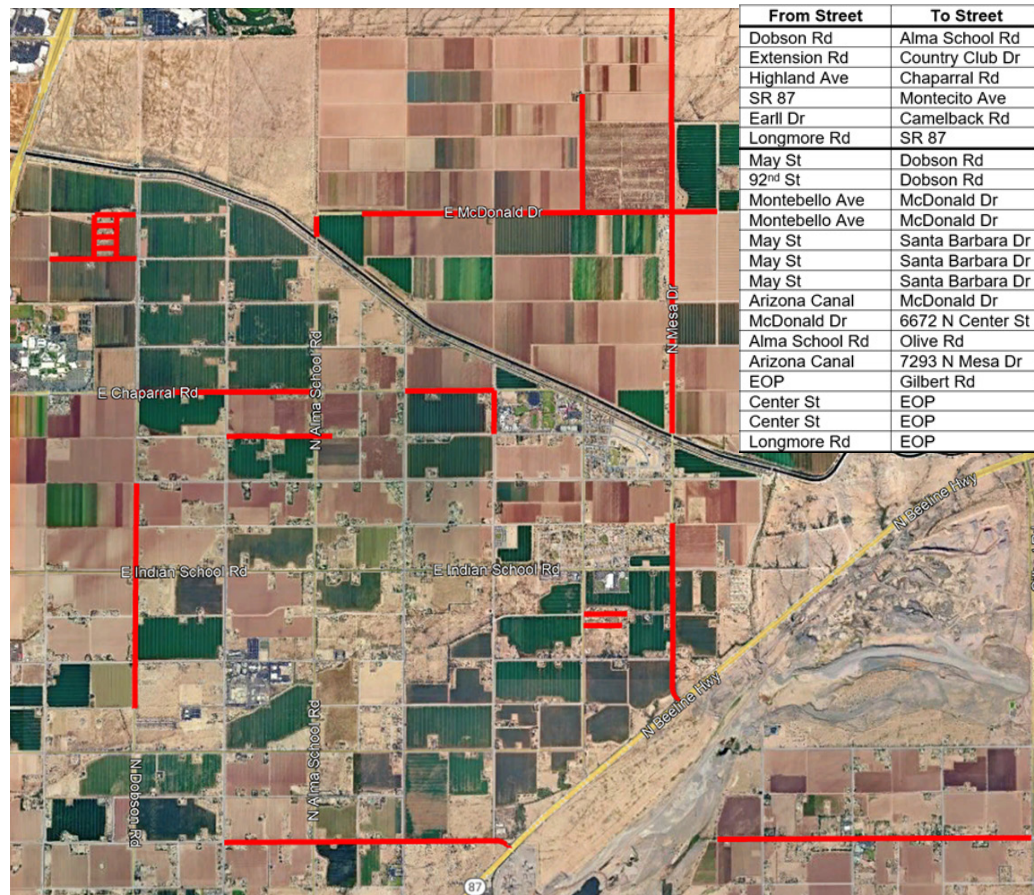 From Street To Street
Dobson Rd Alma School Rd
Extension Rd Country Club Dr
Highland Ave Chaparral Rd
SR 87 Montecito Ave
Earll Dr Camelback Rd
Longmore Rd SR 87
May St Dobson Rd
92nd St Dobson Rd
Montebello Ave McDonald Dr
Montebello Ave McDonald Dr
May St Santa Barbara Dr
May St Santa Barbara Dr
May St Santa Barbara Dr
Arizona Canal McDonald Dr
McDonald Dr 6672 N Center St
Alma School Rd Olive Rd
Arizona Canal 7293 N Mesa Dr
EOP Gilbert Rd
Center St EOP
Center St EOP
Longmore Rd EOP
E McDonald Dr
N Mesa Dr
N Alma School Rd
E Chaparral Rd
N Beeline Hwy
E Indian School Rd
E Indian School Rd
N Beeline Hwy
N Alma School Rd
N Dobson Rd
87